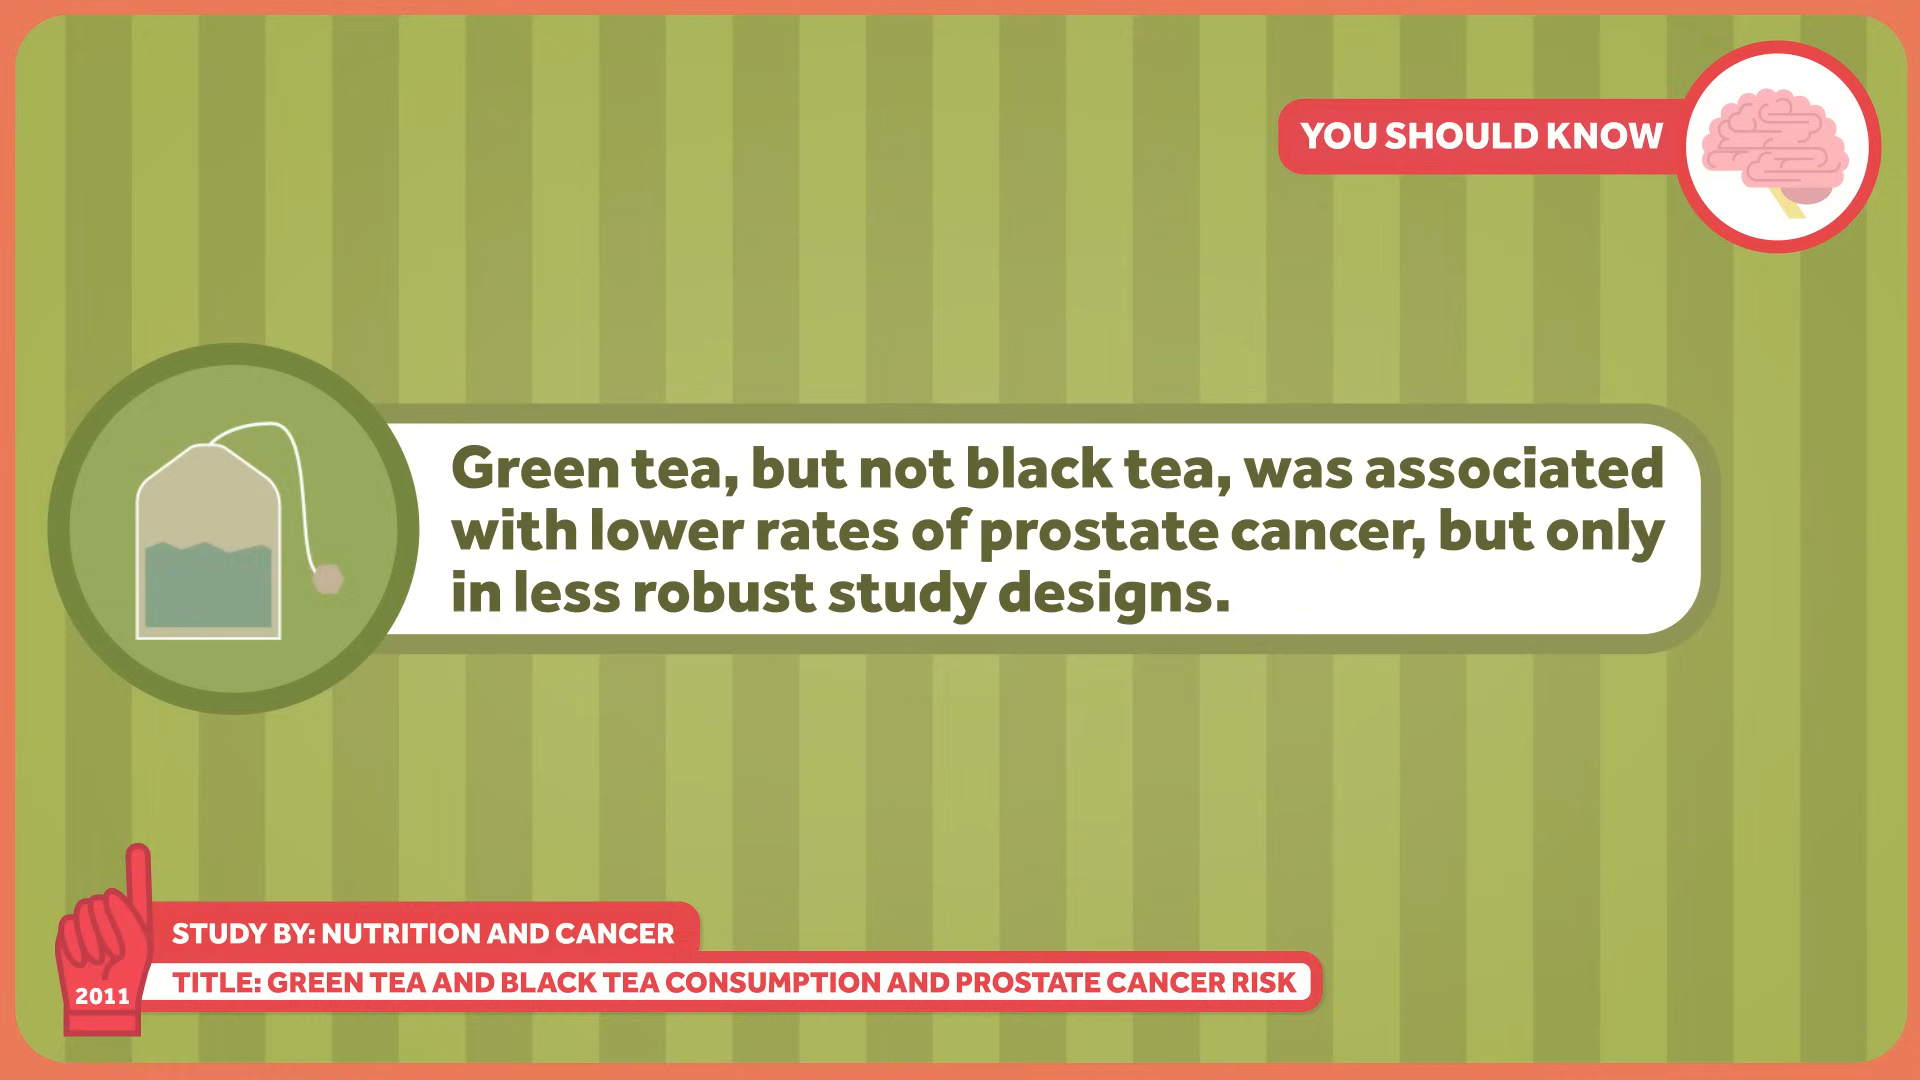 YOU SHOULD KNOW
Green tea, but not black tea, was associated
with lower rates of prostate cancer, but only
in less robust study designs.
STUDY BY: NUTRITION AND CANCER
TITLE: GREEN TEA AND BLACK TEA CONSUMPTION AND PROSTATE CANCER RISK
2011